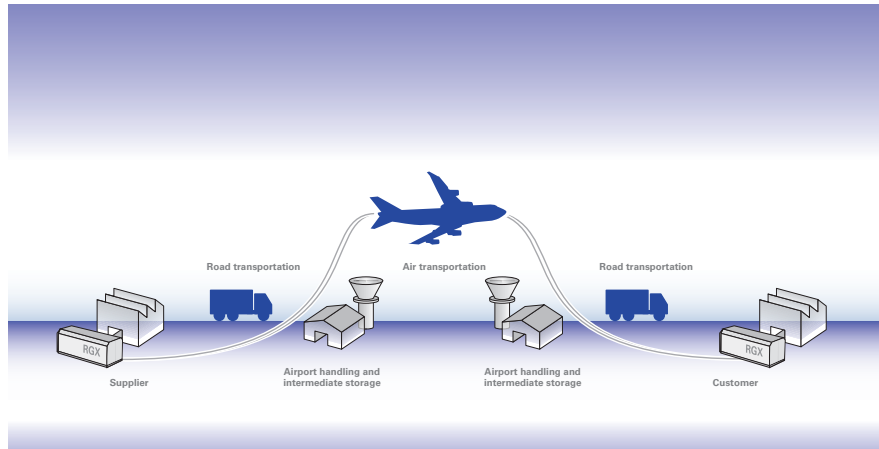 Road transportation
Air transportation
Road transportation
RGX
RGX
Supplier
Airport handling and
intermediate storage
Airport handling and
intermediate storage
Customer